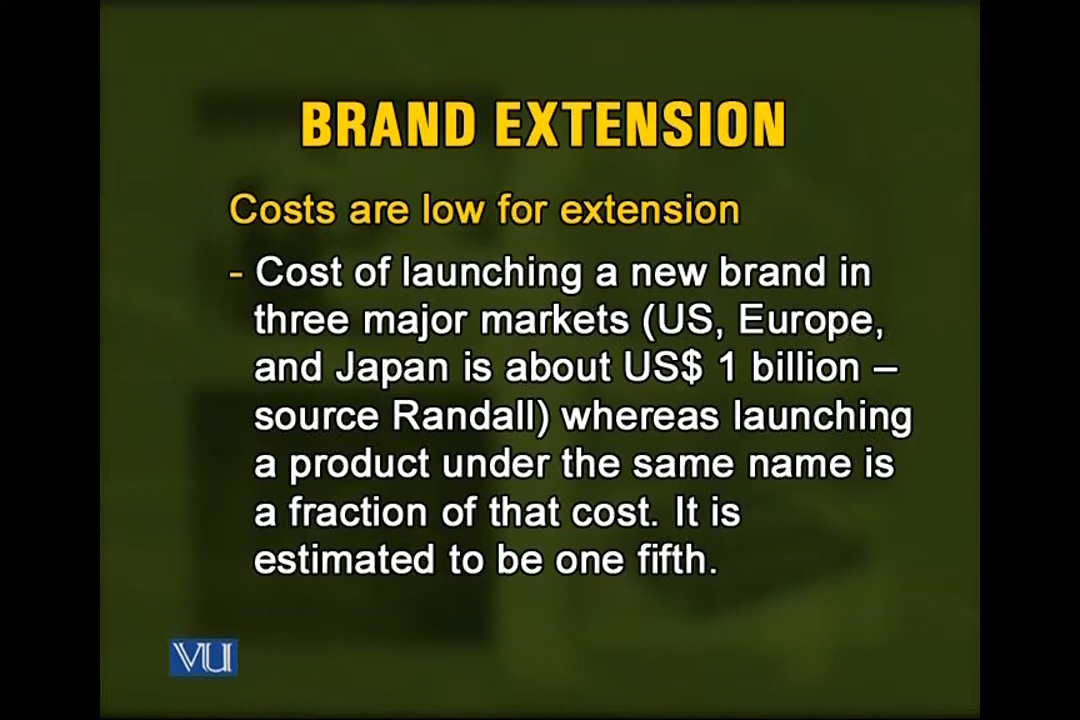 BRAND EXTENSION
Costs are low for extension
- Cost of launching a new brand in
three major markets (US, Europe,
and Japan is about US$ 1 billion –
source Randall) whereas launching
a product under the same name is
a fraction of that cost. It is
estimated to be one fifth.
VU